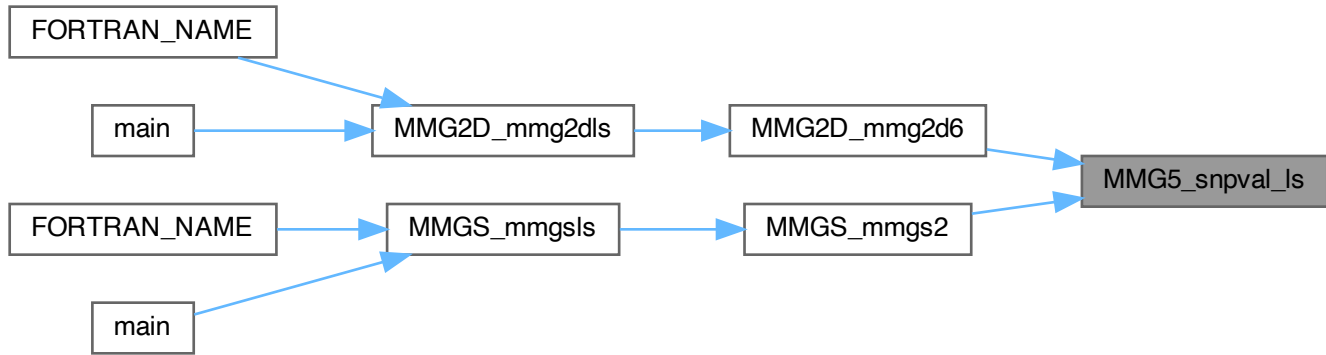 FORTRAN_NAME
main
MMG2D_mmg2dls
MMG2D_mmg2d6
MMG5_snpval_ls
FORTRAN_NAME
MMGS_mmgsls
MMGS_mmgs2
main